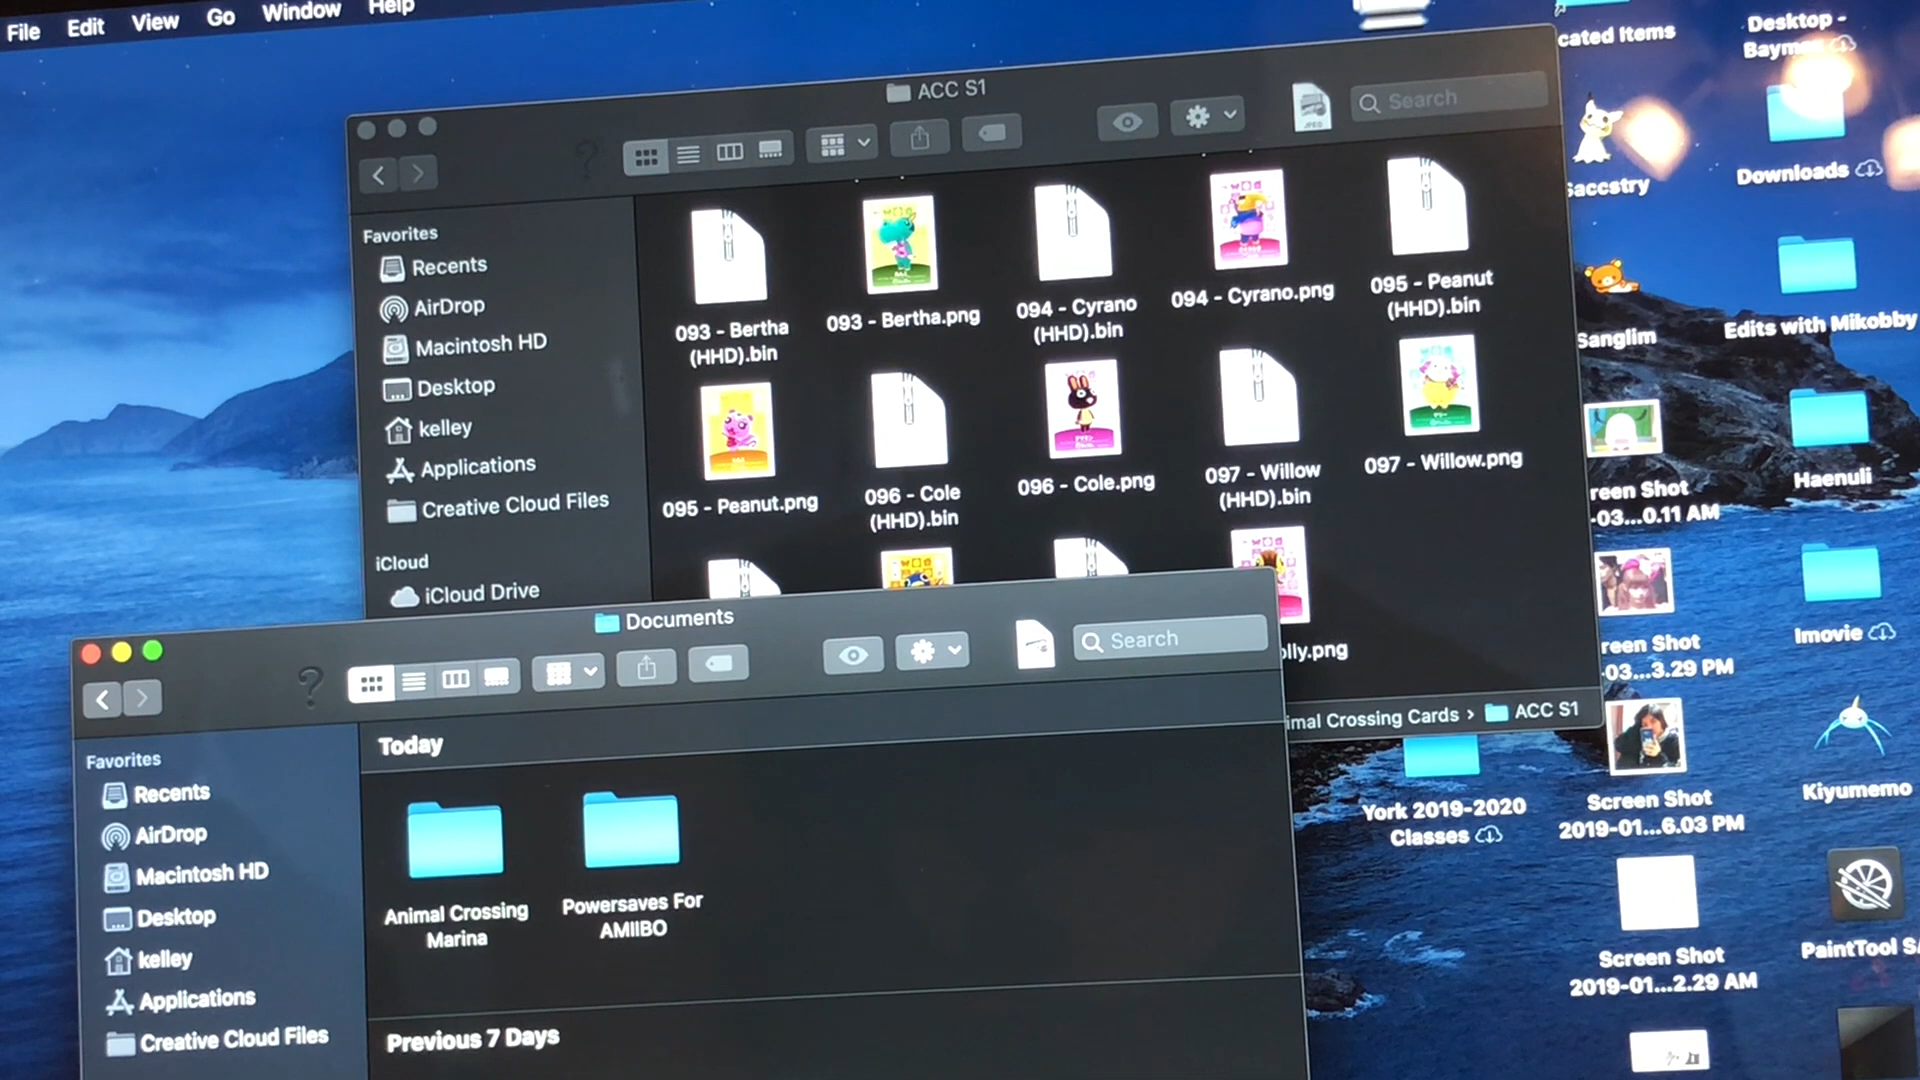 File Edit View Go Window Help
ACC S1
Search
JPEG
Favorites
Recents
AirDrop
Macintosh HD
Desktop
kelley
Applications
Creative Cloud Files
iCloud
iCloud Drive
093 - Bertha
(HHD).bin
093 - Bertha.png
094 - Cyrano
(HHD).bin
094 - Cyrano.png
095 - Peanut
(HHD).bin
095 - Peanut.png
096 - Cole
(HHD).bin
096 - Cole.png
097 - Willow
(HHD).bin
097 - Willow.png
olly.png
imal Crossing Cards › ACC S1
Documents
Search
Favorites
Recents
AirDrop
Macintosh HD
Desktop
kelley
Applications
Creative Cloud Files
Today
Animal Crossing
Marina
Powersaves For
AMIIBO
Previous 7 Days
cated Items
Desktop -
Saccstry
Downloads
Sanglim
Edits with Mikobby
reen Shot
-03...0.11 AM
Haenuli
reen Shot
-03...3.29 PM
Imovie
York 2019-2020
Classes
Screen Shot
2019-01...6.03 PM
Kiyumemo
Screen Shot
2019-01...2.29 AM
PaintTool SA